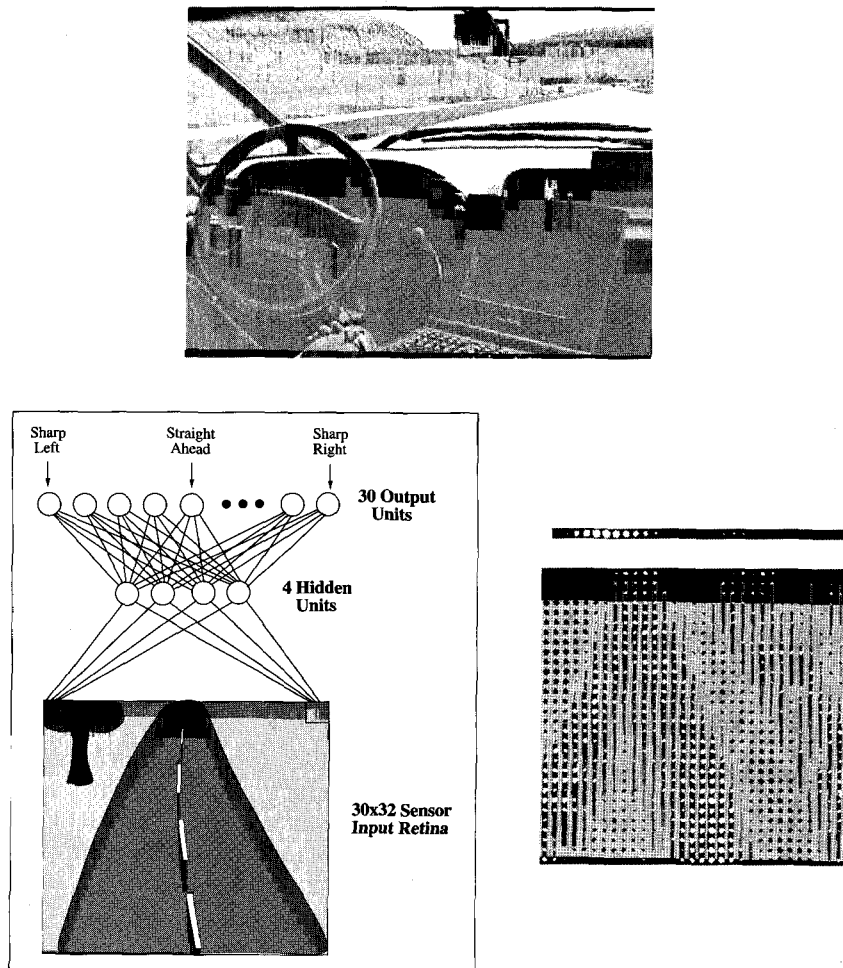 Sharp
Left
Straight
Ahead
Sharp
Right
30 Output
Units
4 Hidden
Units
30x32 Sensor
Input Retina